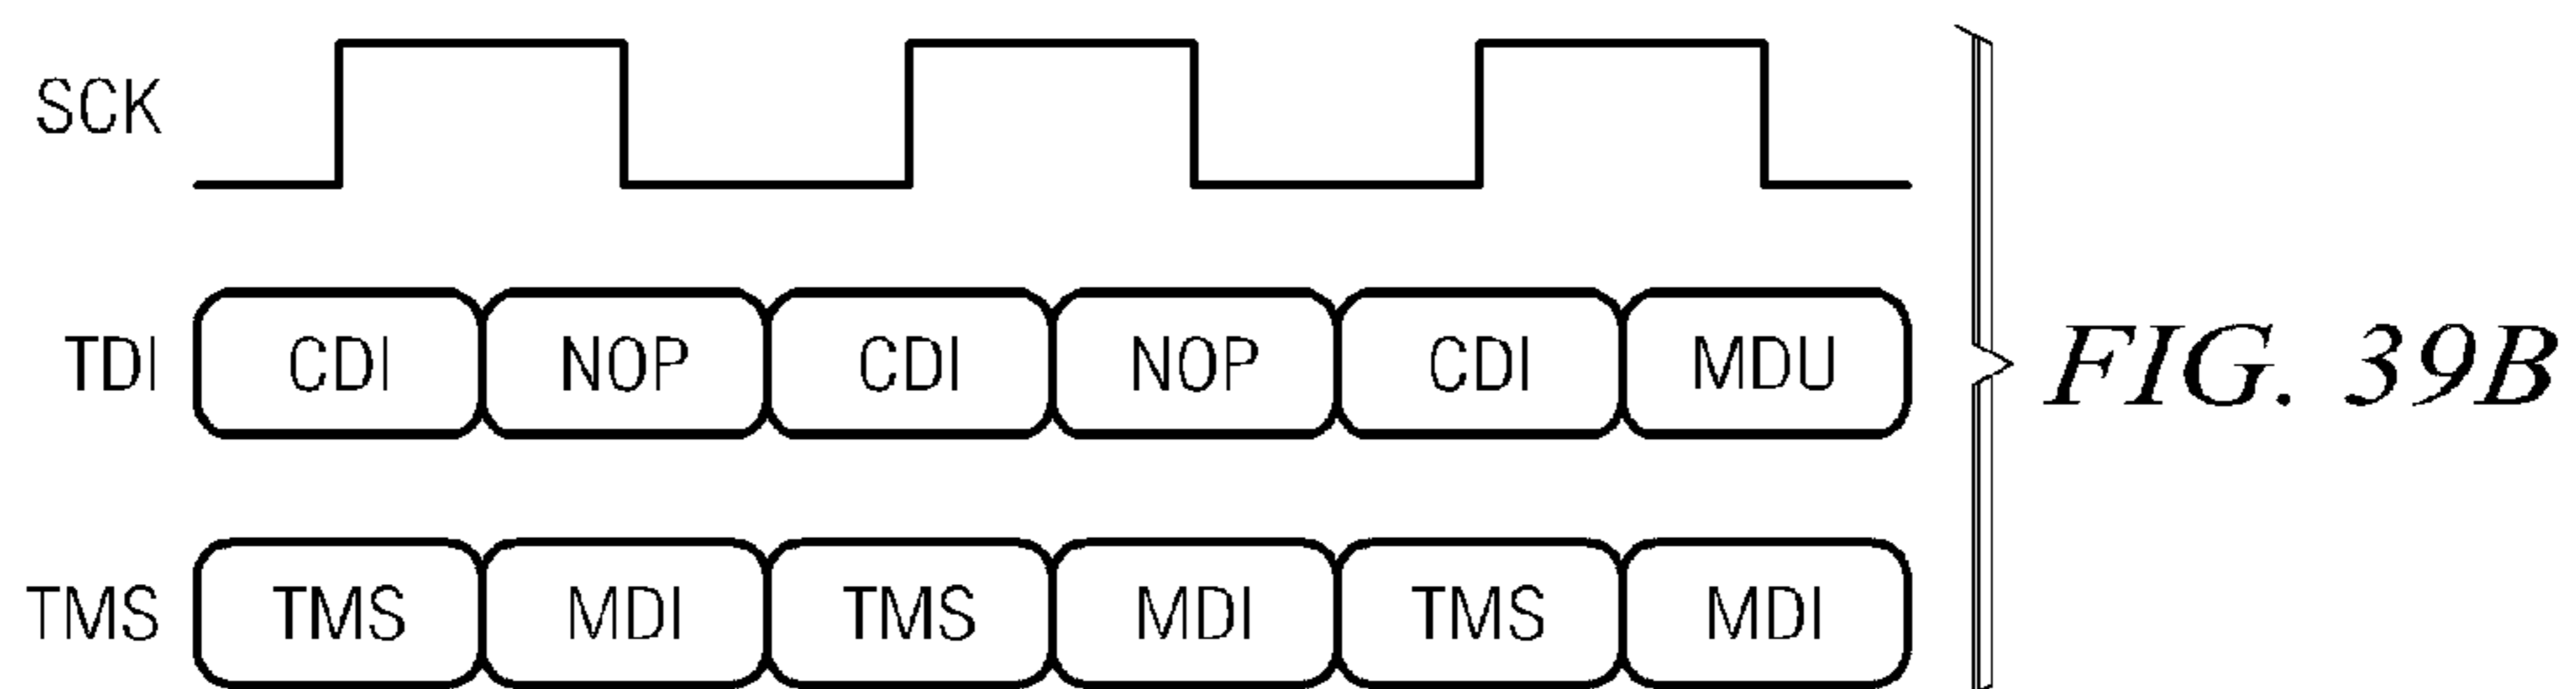 SCK
TDI CDI NOP CDI NOP CDI MDU
TMS TMS MDI TMS MDI TMS MDI
FIG. 39B